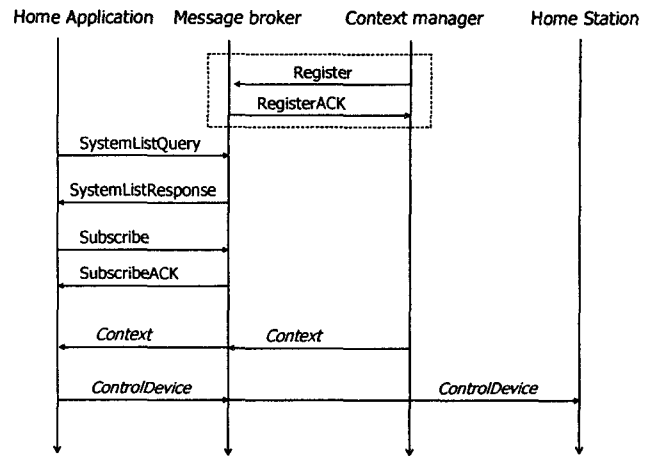 Home Application Message broker Context manager Home Station
Register
RegisterACK
SystemListQuery
SystemListResponse
Subscribe
SubscribeACK
Context Context
ControlDevice ControlDevice